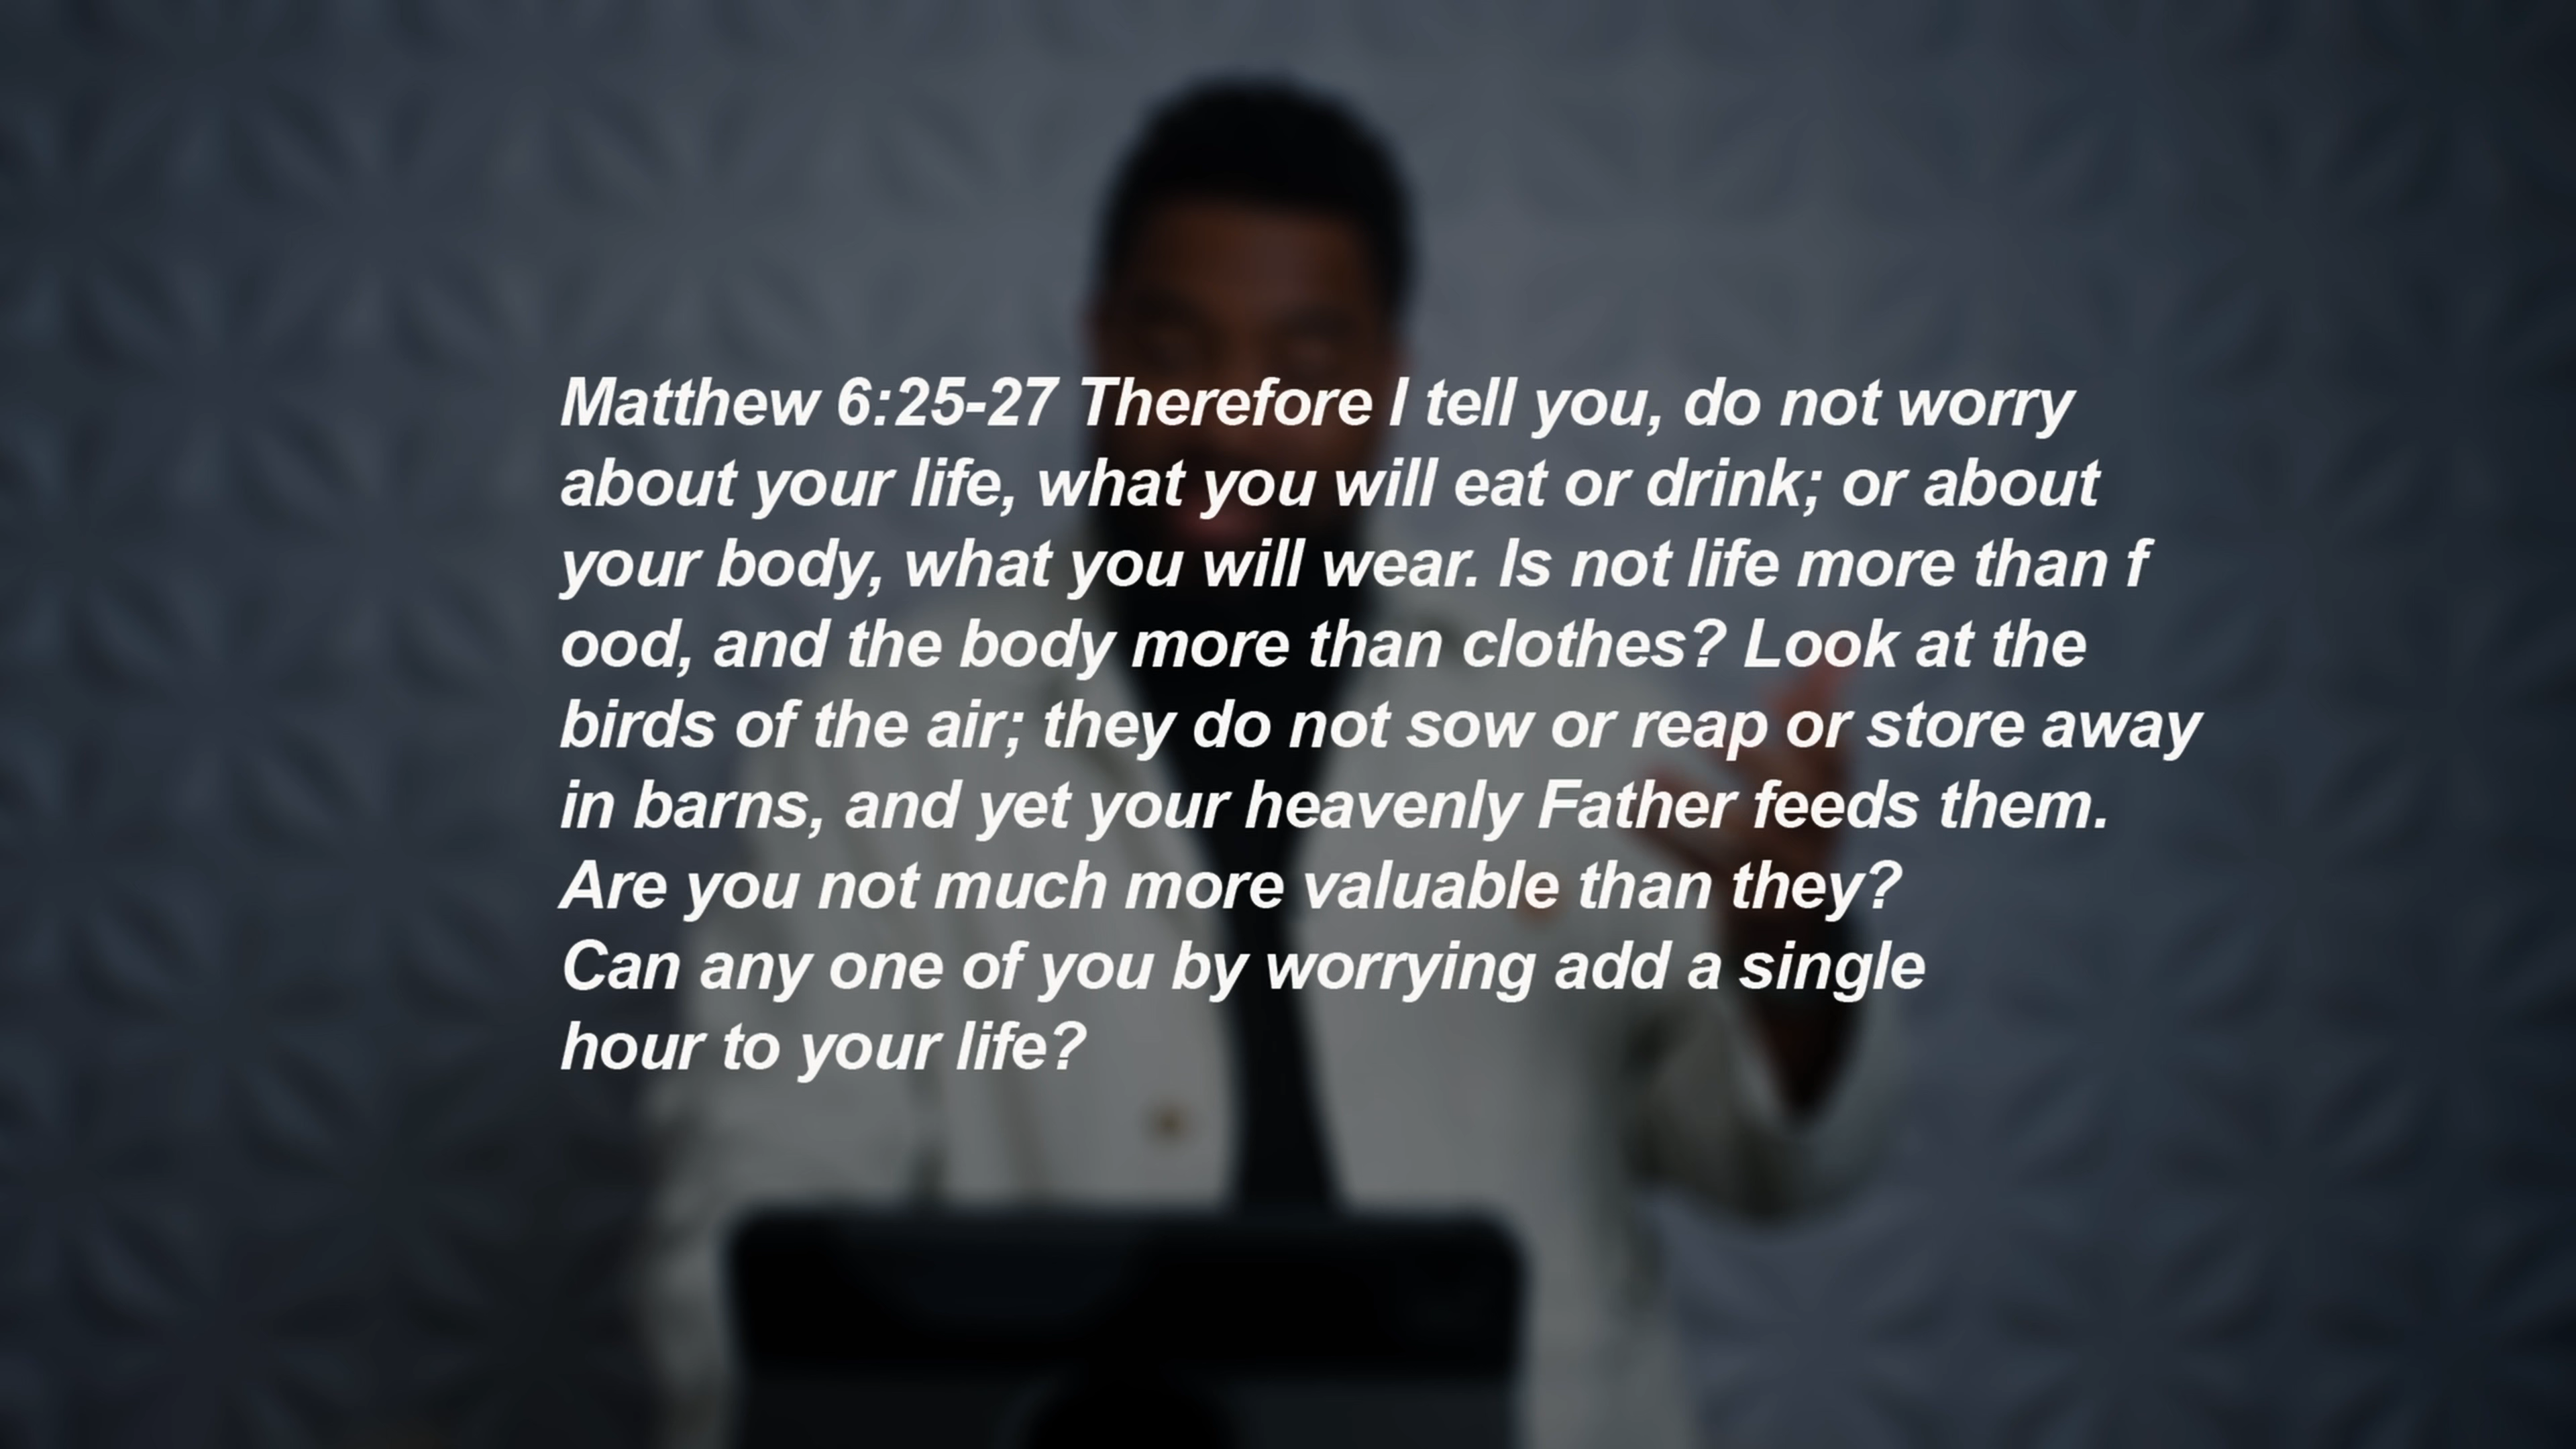 Matthew 6:25-27 Therefore I tell you, do not worry
about your life, what you will eat or drink; or about
your body, what you will wear. Is not life more than f
ood, and the body more than clothes? Look at the
birds of the air; they do not sow or reap or store away
in barns, and yet your heavenly Father feeds them.
Are you not much more valuable than they?
Can any one of you by worrying add a single
hour to your life?